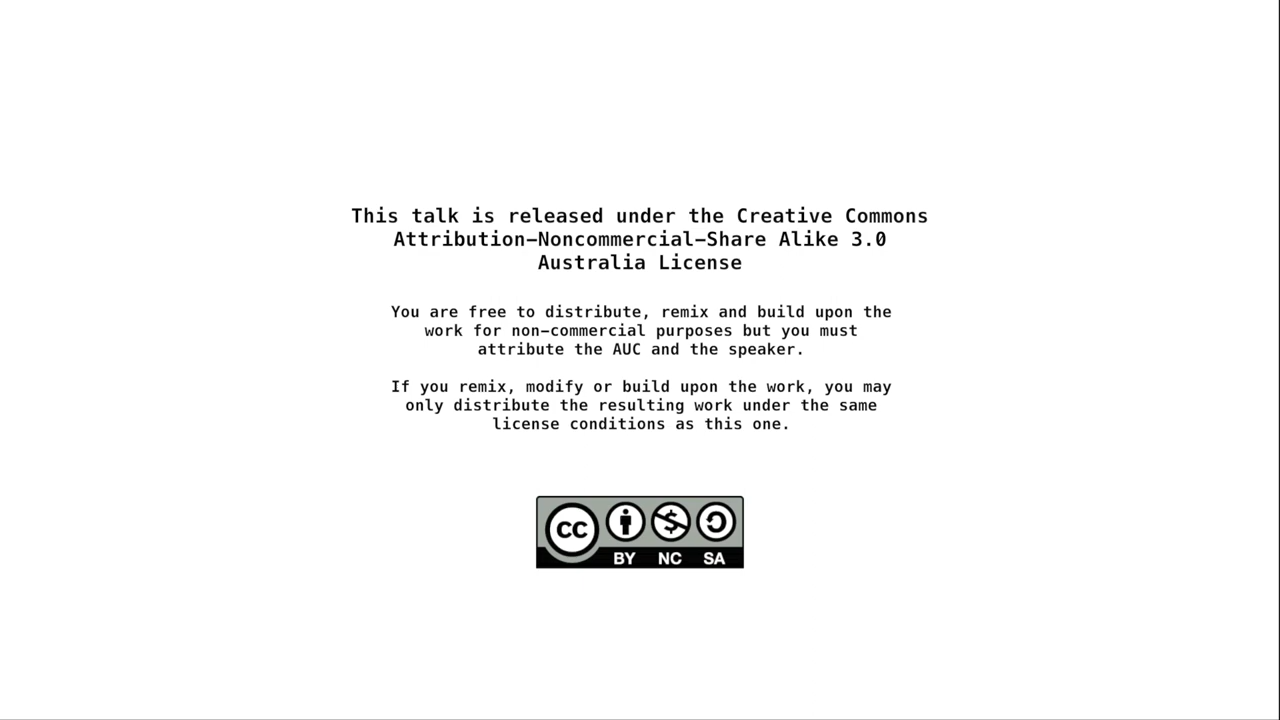 This talk is released under the Creative Commons
Attribution–Noncommercial–Share Alike 3.0
Australia License
You are free to distribute, remix and build upon the
work for non–commercial purposes but you must
attribute the AUC and the speaker.
If you remix, modify or build upon the work, you may
only distribute the resulting work under the same
license conditions as this one.
CC
BY NC SA